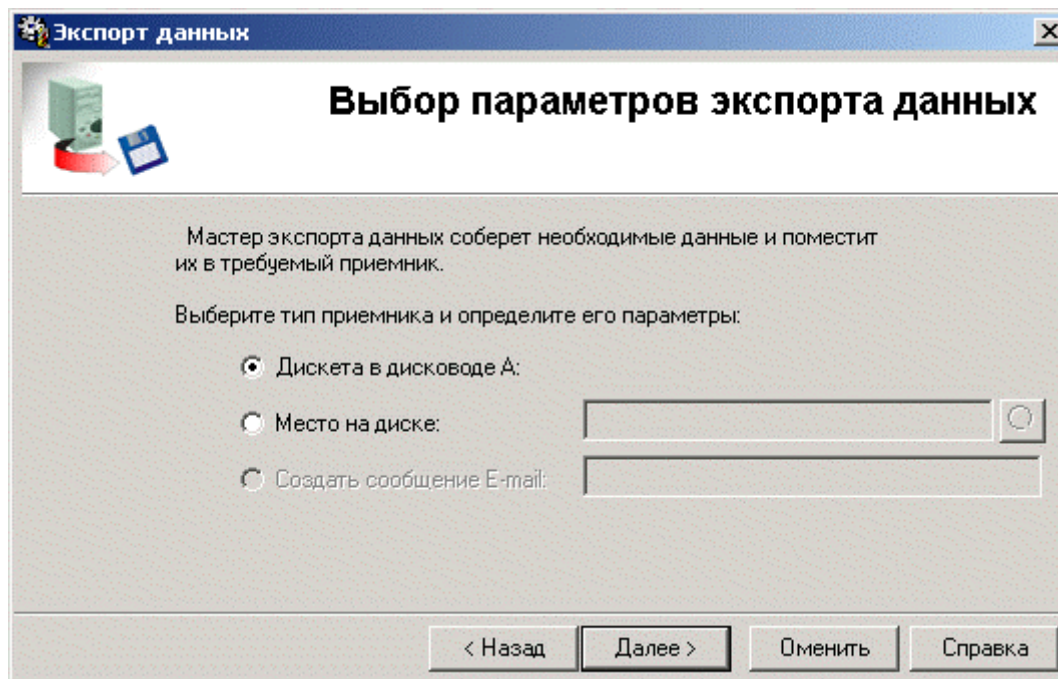 Экспорт данных
Выбор параметров экспорта данных
Мастер экспорта данных соберет необходимые данные и поместит
их в требуемый приемник.
Выберите тип приемника и определите его параметры:
Дискета в дисководе A:
Место на диске:
Создать сообщение E-mail:
< Назад
Далее >
Оменить
Справка